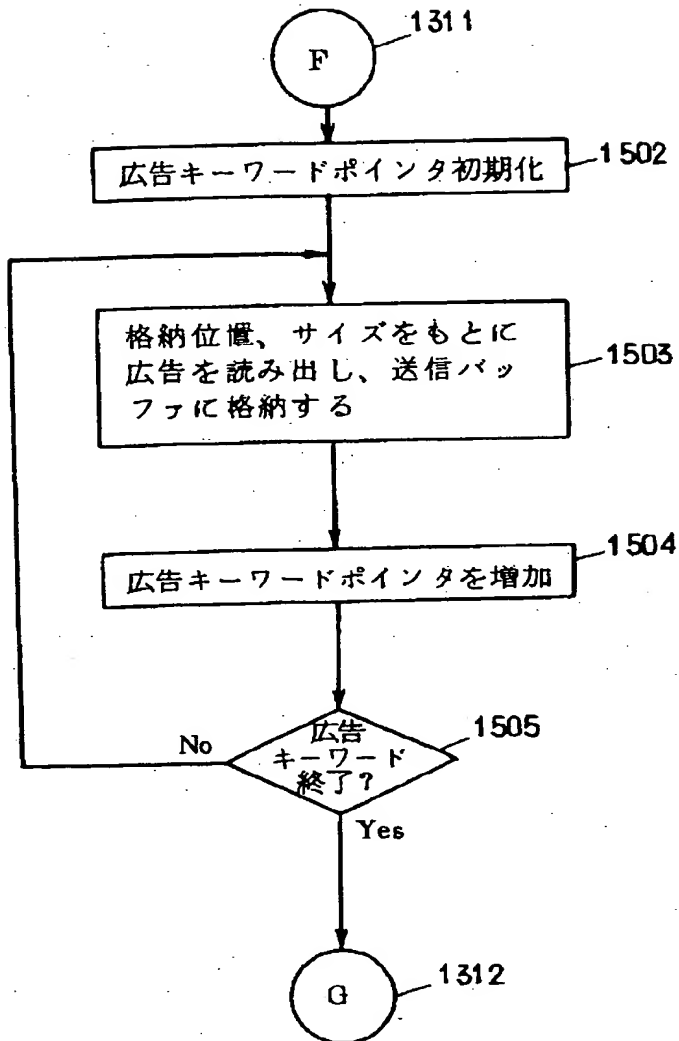 1311
F
広告キーワードポインタ初期化
1502
格納位置、サイズをもとに
広告を読み出し、送信バッ
ファに格納する
1503
広告キーワードポインタを増加
1504
広告
キーワード
終了?
1505
No
Yes
G
1312